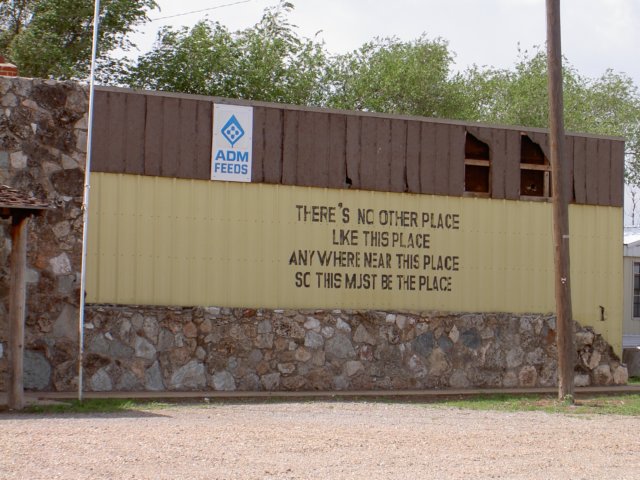 ADM
FEEDS
THERE'S NO OTHER PLACE
LIKE THIS PLACE
ANYWHERE NEAR THIS PLACE
SO THIS MUST BE THE PLACE